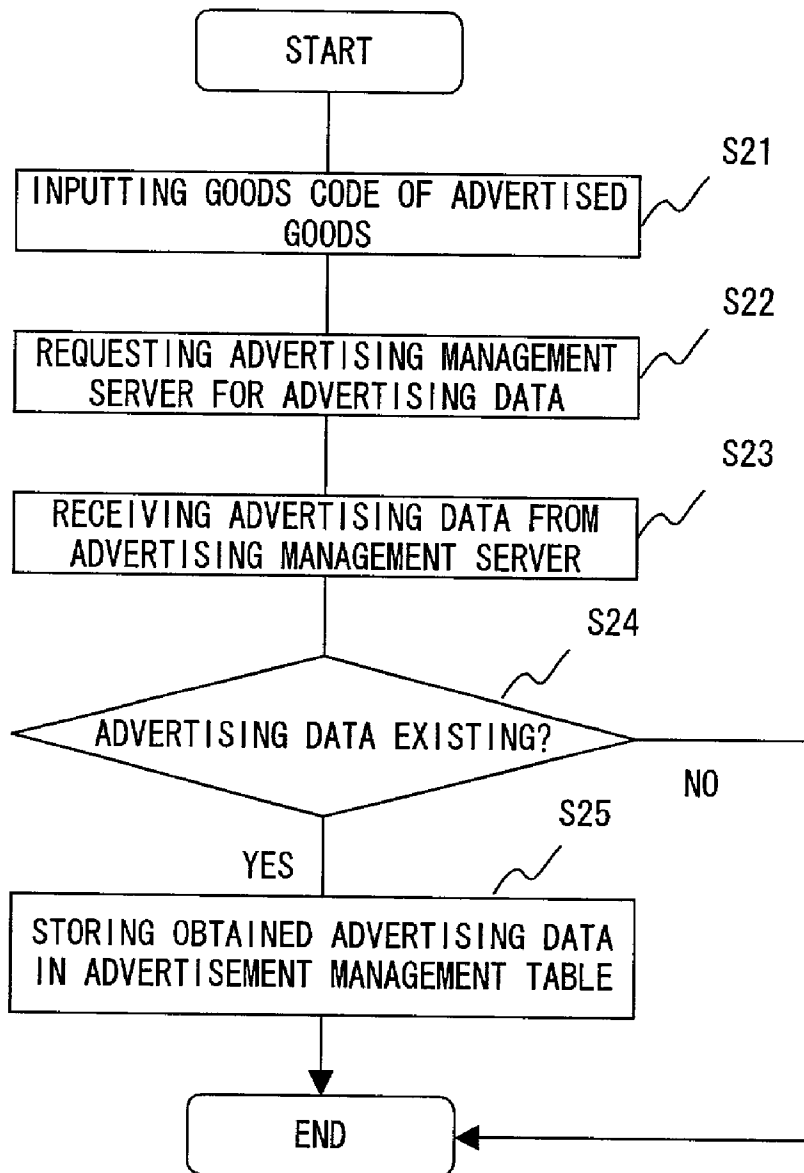 START
S21
INPUTTING GOODS CODE OF ADVERTISED
GOODS
S22
REQUESTING ADVERTISING MANAGEMENT
SERVER FOR ADVERTISING DATA
S23
RECEIVING ADVERTISING DATA FROM
ADVERTISING MANAGEMENT SERVER
S24
ADVERTISING DATA EXISTING?
NO
S25
YES
STORING OBTAINED ADVERTISING DATA
IN ADVERTISEMENT MANAGEMENT TABLE
END